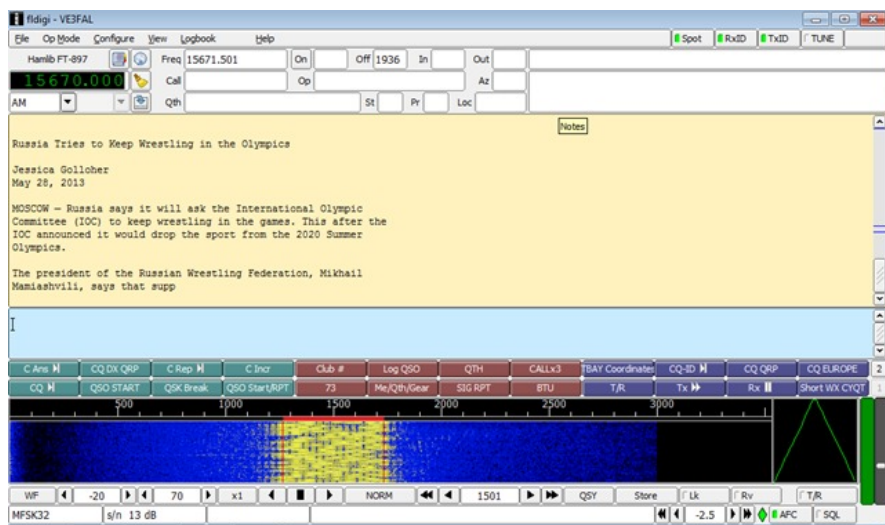 fldigi - VE3FAL
File Op Mode Configure View Logbook Help Spot RxID TxID TUNE
Hamlib FT-897 Freq 15671.501 On Off 1936 In Out
15670.000 Call Op Az
AM Qth St Pr Loc
Notes
Russia Tries to Keep Wrestling in the Olympics
Jessica Golloher
May 28, 2013
MOSCOW — Russia says it will ask the International Olympic
Committee (IOC) to keep wrestling in the games. This after the
IOC announced it would drop the sport from the 2020 Summer
Olympics.
The president of the Russian Wrestling Federation, Mikhail
Mamiashvili, says that supp
C Ans CQ DX QRP C Rep C Incr Club # Log QSO QTH CALLx3 TBAY Coordinates CQ-ID CQ QRP CQ EUROPE 2
CQ QSO START QSK Break QSO Start/RPT 73 Me/Qth/Gear SIG RPT BTU T/R Tx Rx Short WX CYQT 1
500 1000 1500 2000 2500 3000
WF -20 70 x1 NORM 1501 QSY Store Lk Rv T/R
MFSK32 s/n 13 dB -2.5 AFC SQL